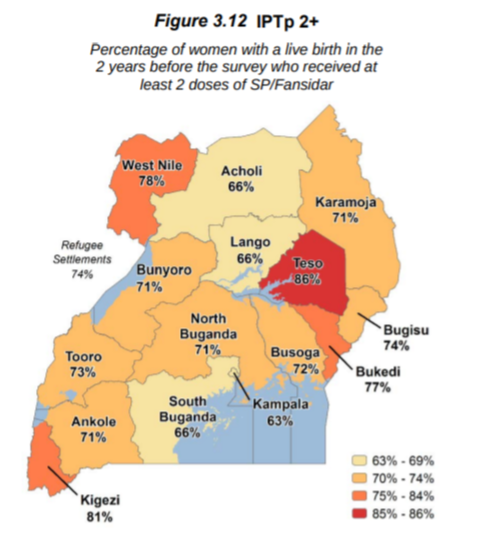 Figure 3.12 IPTp 2+
Percentage of women with a live birth in the
2 years before the survey who received at
least 2 doses of SP/Fansidar
West Nile
78%
Acholi
66%
Karamoja
71%
Refugee
Settlements
74%
Lango
66%
Teso
86%
Bunyoro
71%
North
Buganda
71%
Bugisu
74%
Busoga
72%
Bukedi
77%
Tooro
73%
South
Buganda
66%
Kampala
63%
Ankole
71%
Kigezi
81%
63% - 69%
70% - 74%
75% - 84%
85% - 86%